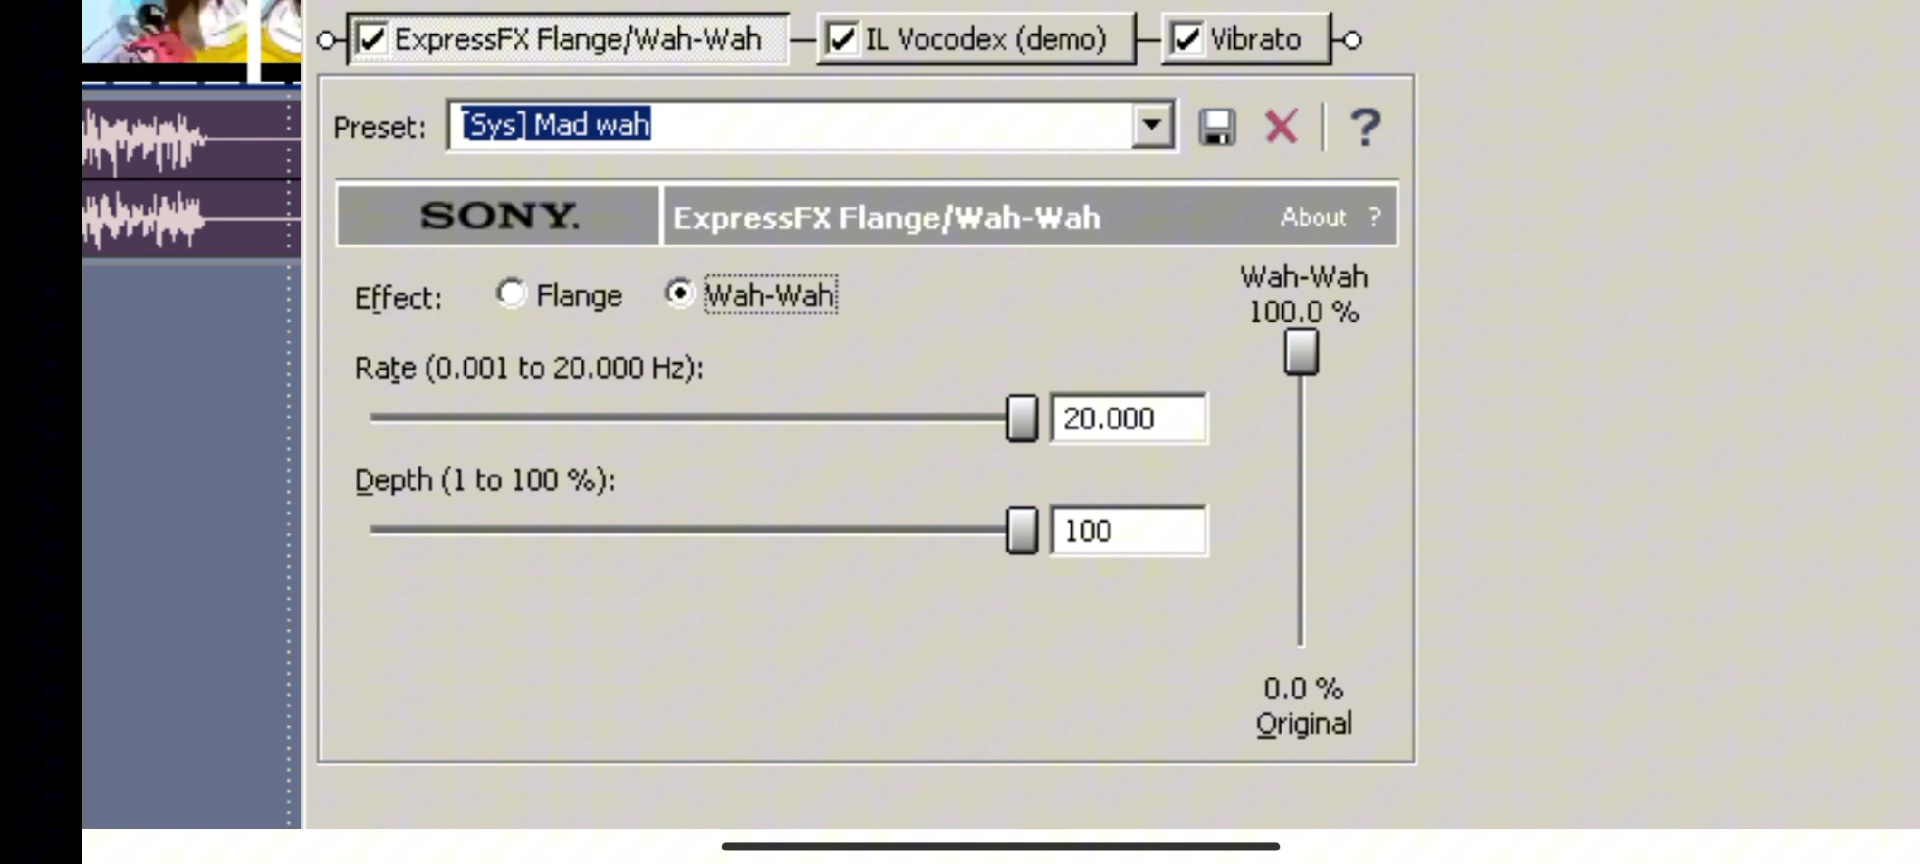 ExpressFX Flange/Wah-Wah IL Vocodex (demo) Vibrato
Preset: [Sys] Mad wah ?
SONY. ExpressFX Flange/Wah-Wah About ?
Effect: Flange Wah-Wah
Wah-Wah
100.0 %
Rate (0.001 to 20.000 Hz):
20.000
Depth (1 to 100 %):
100
0.0 %
Original